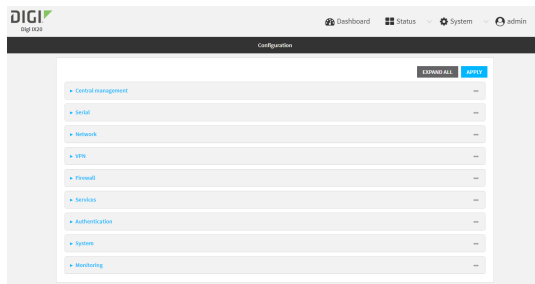 DIGI
Digi IX20
Dashboard
Status
System
admin
Configuration
EXPAND ALL
APPLY
Central management
Serial
Network
VPN
Firewall
Services
Authentication
System
Monitoring